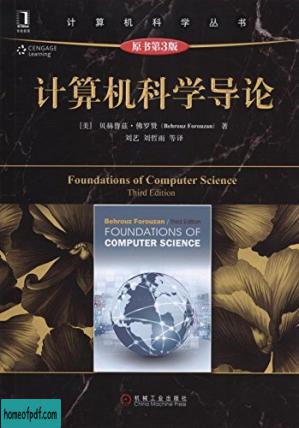 计算机科学丛书
CENGAGE
Learning
原书第3版
计算机科学导论
[美] 贝赫鲁兹·佛罗赞 (Behrouz Forouzan) 著
刘艺 刘哲雨 等译
Foundations of Computer Science
Third Edition
Behrouz Forouzan / Third Edition
FOUNDATIONS OF
COMPUTER SCIENCE
机械工业出版社
China Machine Press
homeofpdf.com